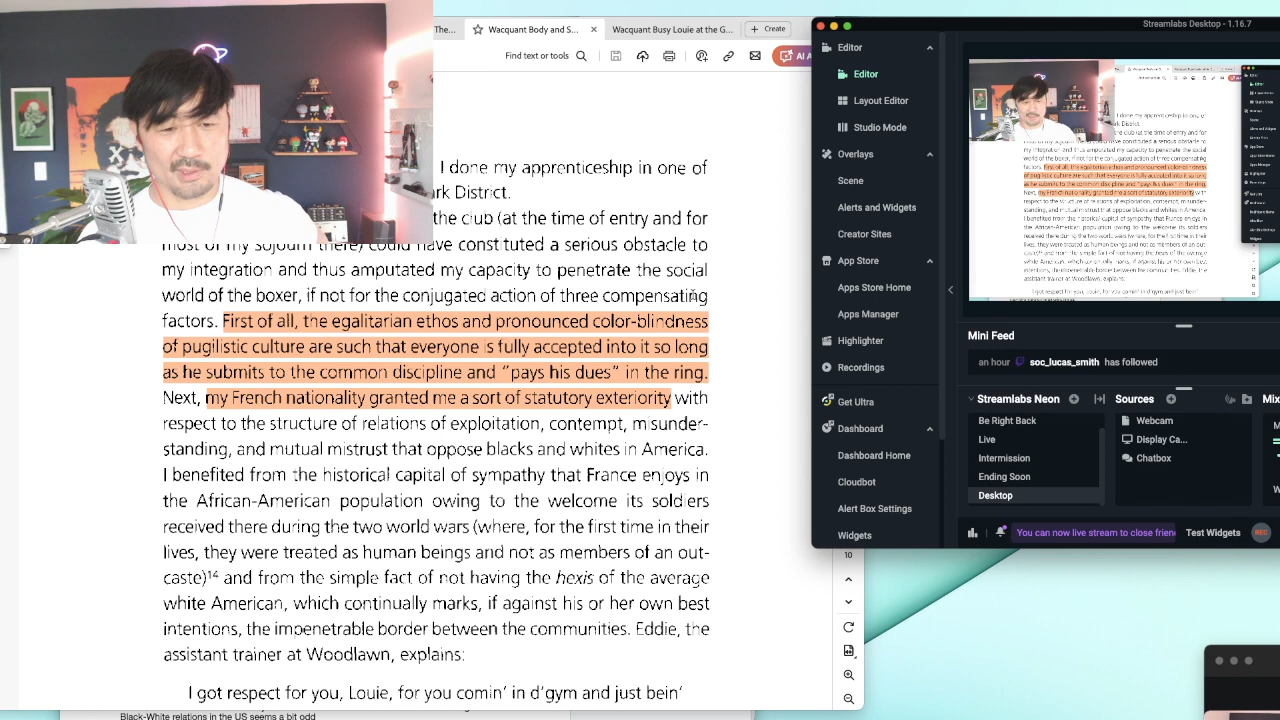 The...
Wacquant Body and S...
Wacquant Busy Louie at the G...
Create
Find text or tools
AI A
done my apprenticeship in one of
rk District.
the club (at the time of entry and for
most of my sojourn there) could have constituted a serious obstacle to
my integration and thus amputated my capacity to penetrate the social
world of the boxer, if not for the conjugated action of three compensating
factors. First of all, the egalitarian ethos and pronounced color-blindness
of pugilistic culture are such that everyone is fully accepted into it so long
as he submits to the common discipline and “pays his dues” in the ring.
Next, my French nationality granted me a sort of statutory exteriority with
respect to the structure of relations of exploitation, contempt, misunder-
standing, and mutual mistrust that oppose blacks and whites in America.
I benefited from the historical capital of sympathy that France enjoys in
the African-American population owing to the welcome its soldiers
received there during the two world wars (where, for the first time in their
lives, they were treated as human beings and not as members of an out-
caste)¹⁴ and from the simple fact of not having the hexis of the average
white American, which continually marks, if against his or her own best
intentions, the impenetrable border between the communities. Eddie, the
assistant trainer at Woodlawn, explains:
I got respect for you, Louie, for you comin’ in d’gym and just bein’
Black-White relations in the US seems a bit odd
10
Streamlabs Desktop - 1.16.7
Editor
Editor
Layout Editor
Studio Mode
Overlays
Scene
Alerts and Widgets
Creator Sites
App Store
Apps Store Home
Apps Manager
Highlighter
Recordings
Get Ultra
Dashboard
Dashboard Home
Cloudbot
Alert Box Settings
Widgets
Mini Feed
an hour soc_lucas_smith has followed
Streamlabs Neon
Be Right Back
Live
Intermission
Ending Soon
Desktop
Sources
Webcam
Display Ca...
Chatbox
Mix
You can now live stream to close frien
Test Widgets
REC